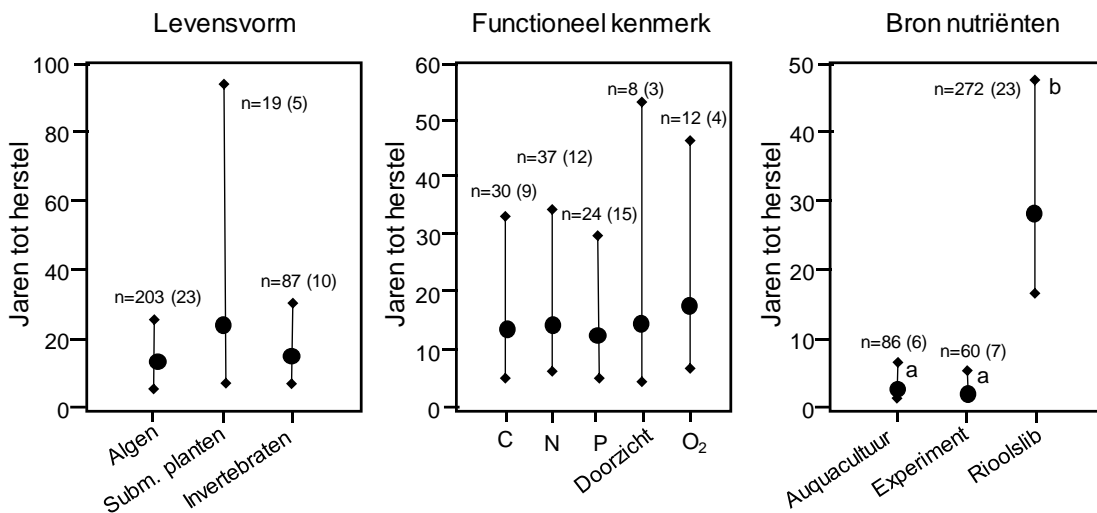 Levensvorm
Jaren tot herstel
100
80
60
40
20
0
n=203 (23)
n=19 (5)
n=87 (10)
Algen
Subm. planten
Invertebraten
Functioneel kenmerk
Jaren tot herstel
60
50
40
30
20
10
0
n=30 (9)
n=37 (12)
n=24 (15)
n=8 (3)
n=12 (4)
C
N
P
Doorzicht
O₂
Bron nutriënten
Jaren tot herstel
50
40
30
20
10
0
n=86 (6)
a
n=60 (7)
a
n=272 (23)
b
Auquacultuur
Experiment
Rioolslib